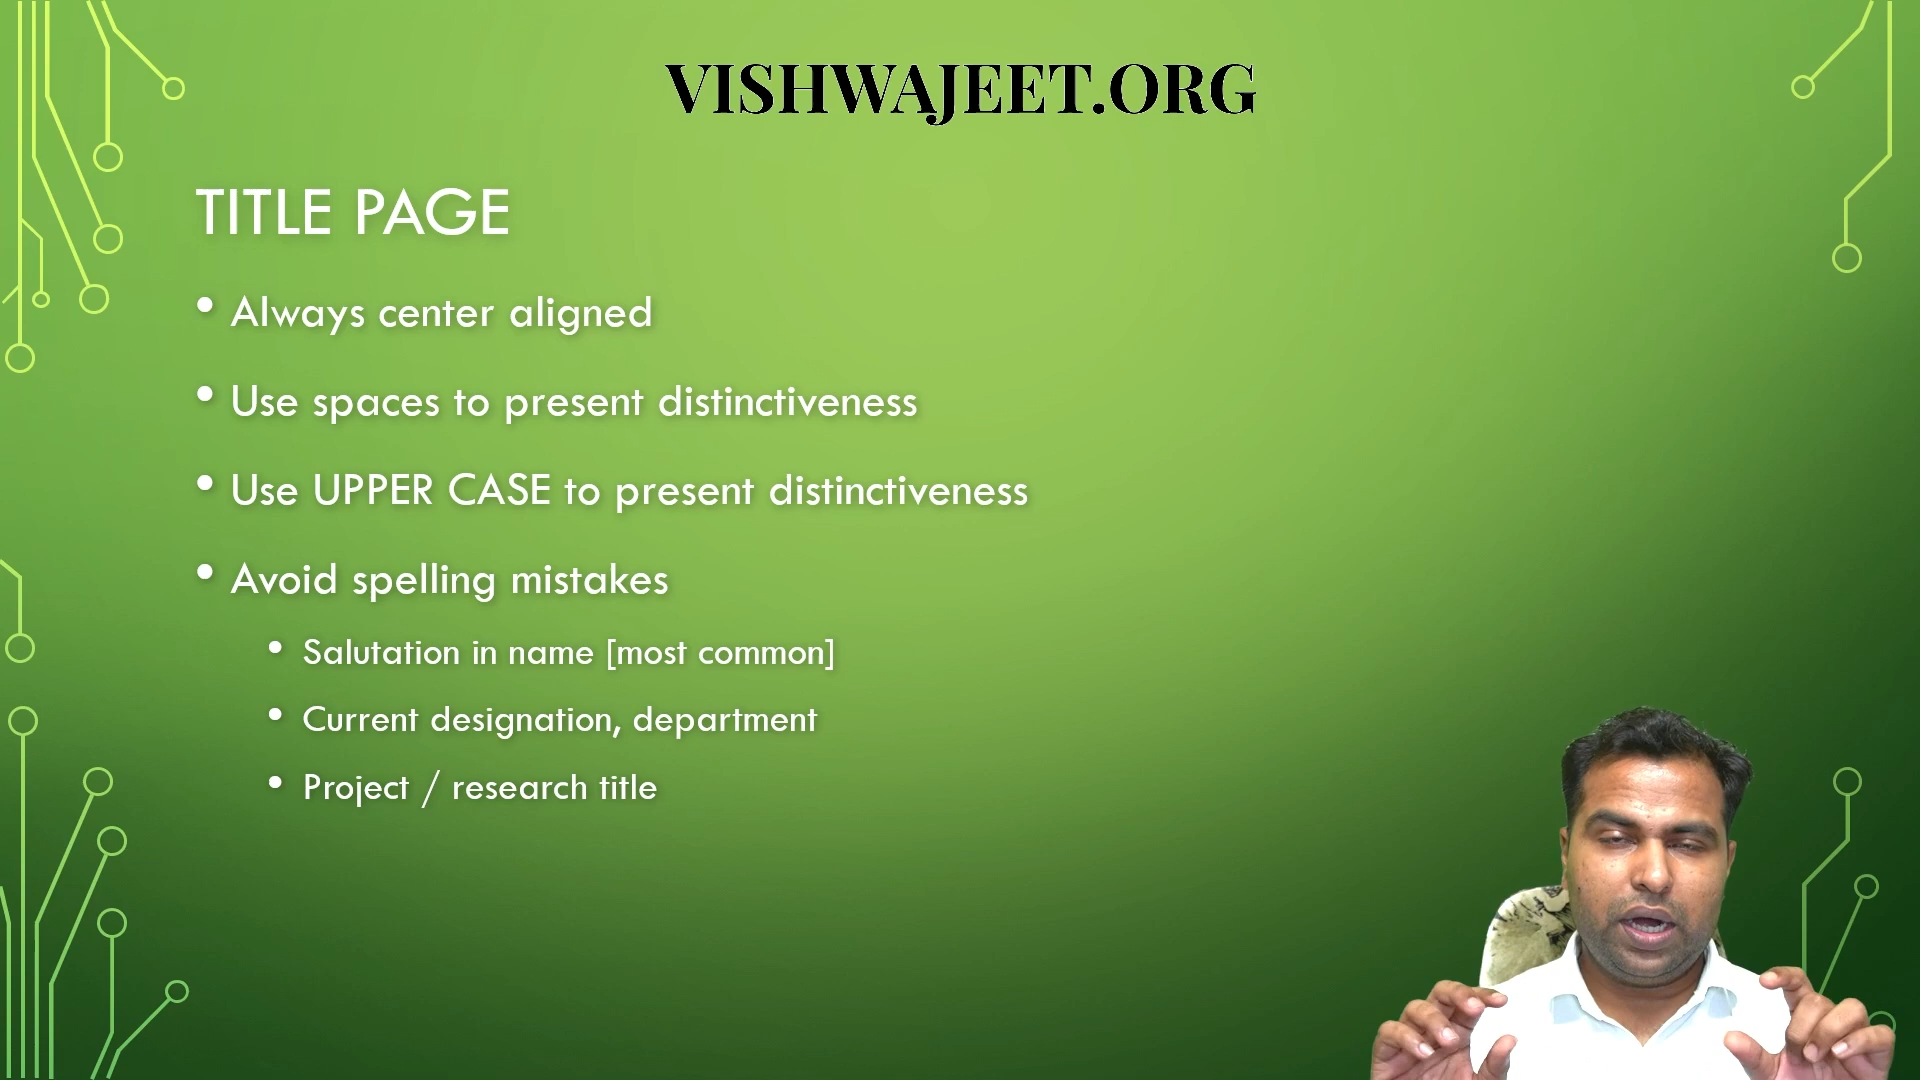 VISHWAJEET.ORG
TITLE PAGE
• Always center aligned
• Use spaces to present distinctiveness
• Use UPPER CASE to present distinctiveness
• Avoid spelling mistakes
• Salutation in name [most common]
• Current designation, department
• Project / research title